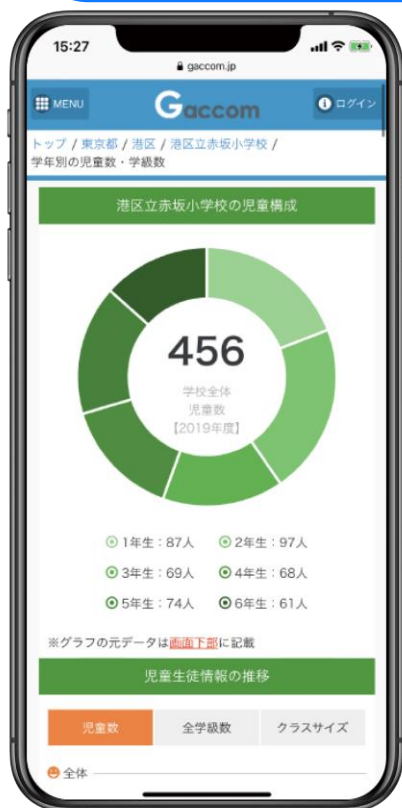 15:27
gaccom.jp
MENU
Gaccom
ログイン
トップ / 東京都 / 港区 / 港区立赤坂小学校 /
学年別の児童数・学級数
港区立赤坂小学校の児童構成
456
学校全体
児童数
【2019年度】
1年生：87人 2年生：97人
3年生：69人 4年生：68人
5年生：74人 6年生：61人
※グラフの元データは画面下部に記載
児童生徒情報の推移
児童数 全学級数 クラスサイズ
全体